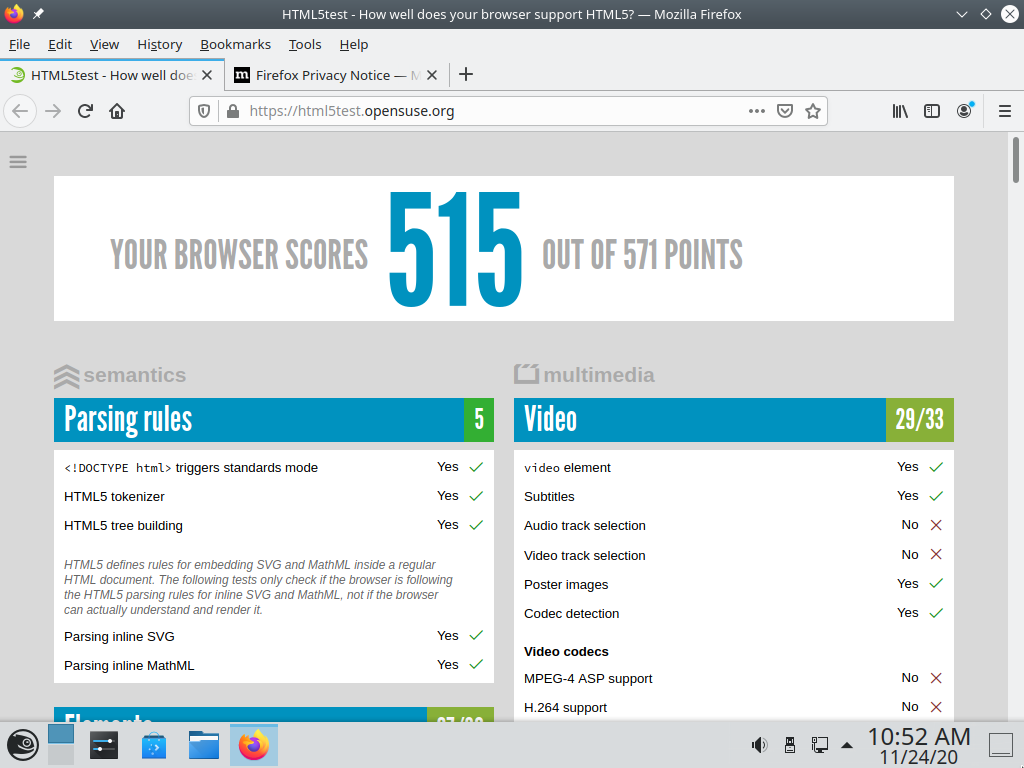 HTML5test - How well does your browser support HTML5? — Mozilla Firefox
File Edit View History Bookmarks Tools Help
HTML5test - How well doe
Firefox Privacy Notice — M
https://html5test.opensuse.org
YOUR BROWSER SCORES 515 OUT OF 571 POINTS
semantics
Parsing rules 5
<!DOCTYPE html> triggers standards mode Yes
HTML5 tokenizer Yes
HTML5 tree building Yes
HTML5 defines rules for embedding SVG and MathML inside a regular
HTML document. The following tests only check if the browser is following
the HTML5 parsing rules for inline SVG and MathML, not if the browser
can actually understand and render it.
Parsing inline SVG Yes
Parsing inline MathML Yes
Elements
multimedia
Video 29/33
video element Yes
Subtitles Yes
Audio track selection No
Video track selection No
Poster images Yes
Codec detection Yes
Video codecs
MPEG-4 ASP support No
H.264 support No
10:52 AM
11/24/20